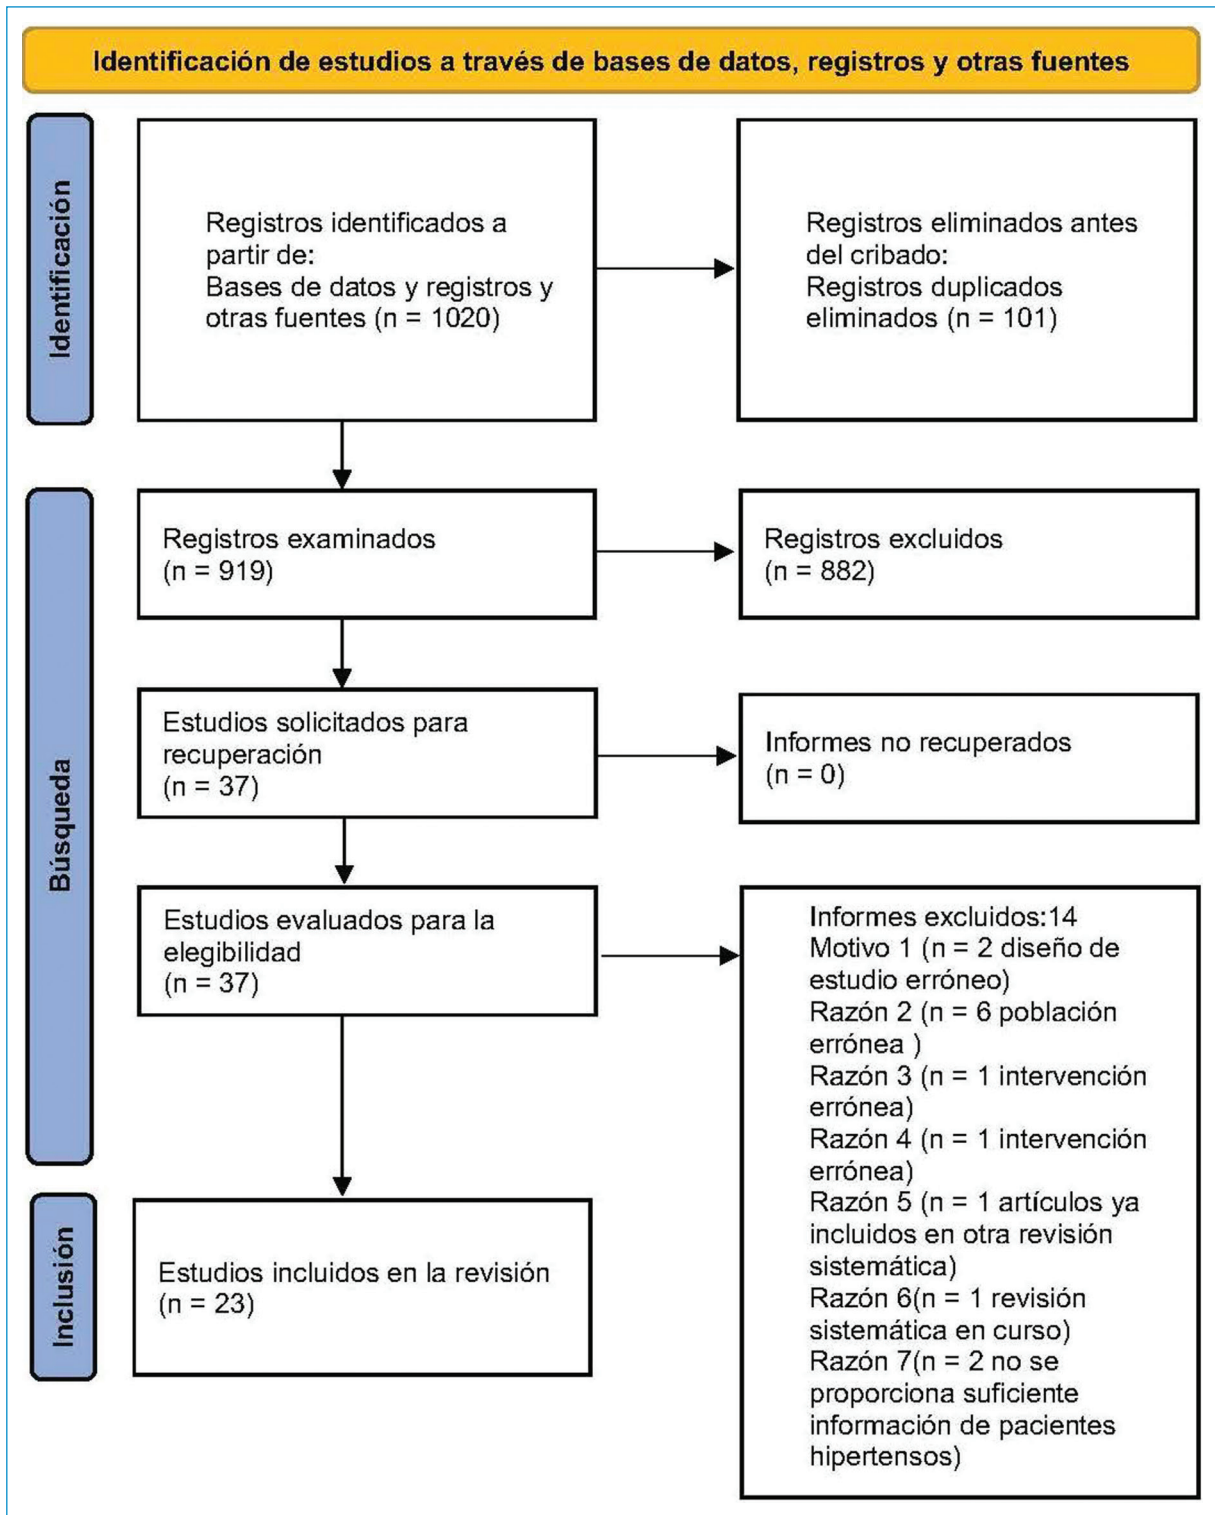 Identificación de estudios a través de bases de datos, registros y otras fuentes
Identificación
Registros identificados a
partir de:
Bases de datos y registros y
otras fuentes (n = 1020)
Registros eliminados antes
del cribado:
Registros duplicados
eliminados (n = 101)
Búsqueda
Registros examinados
(n = 919)
Registros excluidos
(n = 882)
Estudios solicitados para
recuperación
(n = 37)
Informes no recuperados
(n = 0)
Estudios evaluados para la
elegibilidad
(n = 37)
Informes excluidos:14
Motivo 1 (n = 2 diseño de
estudio erróneo)
Razón 2 (n = 6 población
errónea )
Razón 3 (n = 1 intervención
errónea)
Razón 4 (n = 1 intervención
errónea)
Razón 5 (n = 1 artículos ya
incluidos en otra revisión
sistemática)
Razón 6(n = 1 revisión
sistemática en curso)
Razón 7(n = 2 no se
proporciona suficiente
información de pacientes
hipertensos)
Inclusión
Estudios incluidos en la revisión
(n = 23)